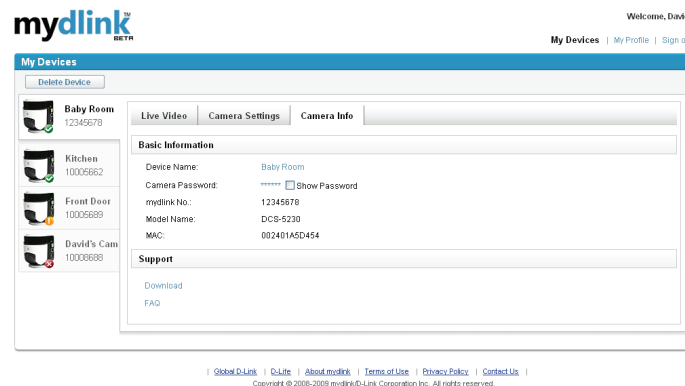 mydlink
BETA
Welcome, Davi
My Devices | My Profile | Sign o
My Devices
Delete Device
Baby Room
12345678
Kitchen
10005662
Front Door
10005689
David's Cam
10008688
Live Video
Camera Settings
Camera Info
Basic Information
Device Name: Baby Room
Camera Password: ****** Show Password
mydlink No.: 12345678
Model Name: DCS-5230
MAC: 002401A5D454
Support
Download
FAQ
| Global D-Link | D-Life | About mydlink | Terms of Use | Privacy Policy | Contact Us |
Copyright © 2008-2009 mydlink/D-Link Corporation Inc. All rights reserved.